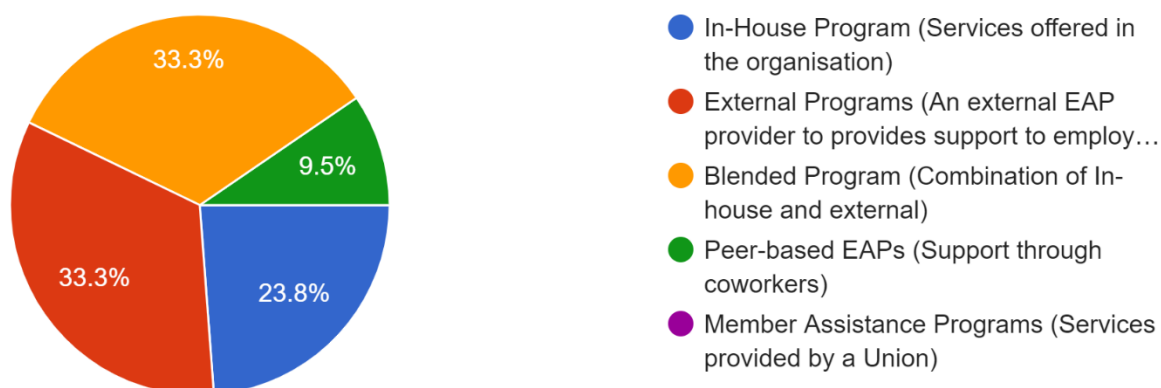 33.3%
9.5%
33.3%
23.8%
In-House Program (Services offered in
the organisation)
External Programs (An external EAP
provider to provides support to employ…
Blended Program (Combination of In-
house and external)
Peer-based EAPs (Support through
coworkers)
Member Assistance Programs (Services
provided by a Union)